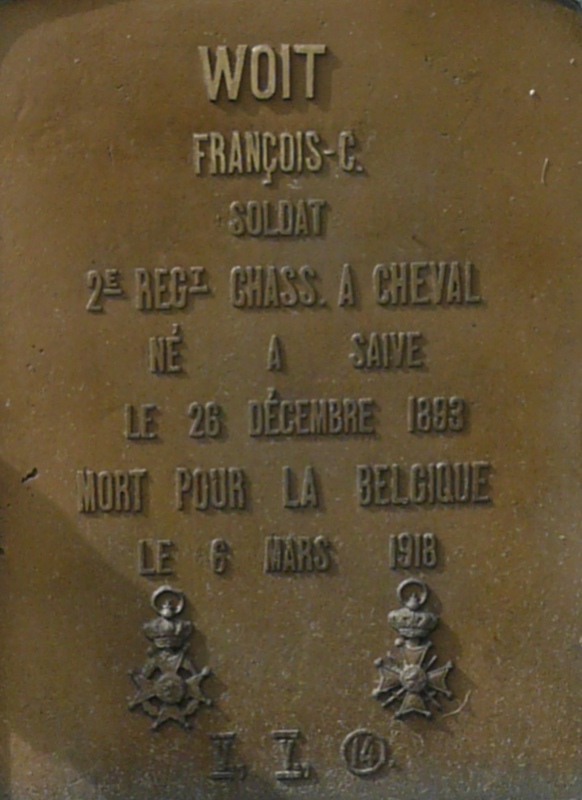 WOIT
FRANÇOIS-C.
SOLDAT
2E REGT CHASS. A CHEVAL
NÉ A SAIVE
LE 26 DÉCEMBRE 1893
MORT POUR LA BELGIQUE
LE 6 MARS 1918
14